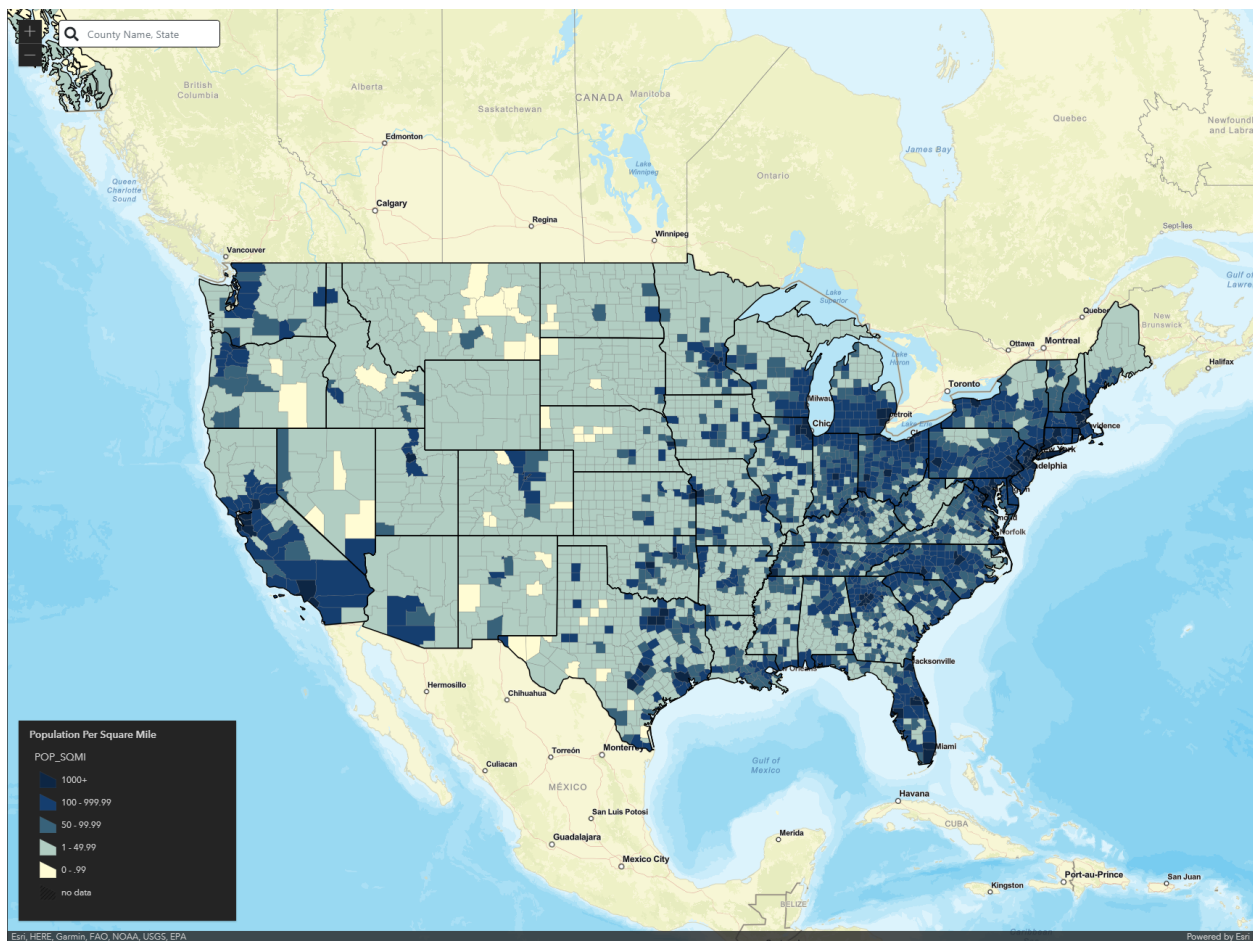 +
−
County Name, State
British
Columbia
Alberta
CANADA
Manitoba
Saskatchewan
Quebec
Newfound
and Labra
Edmonton
James Bay
Lake
Winnipeg
Ontario
Queen
Charlotte
Sound
Calgary
Regina
Winnipeg
Sept-Îles
Vancouver
Gulf of
Lawre
Lake
Superior
Quebec
New
Brunswick
Ottawa
Montreal
Halifax
Lake
Huron
Toronto
Milwau
Detroit
Chic
Lake Erie
Providence
New York
adelphia
Norfolk
Jacksonville
New Orleans
Hermosillo
Chihuahua
Miami
Torreón
Monterrey
Culiacan
Gulf of
Mexico
MÉXICO
Havana
San Luis Potosi
CUBA
Merida
Guadalajara
Mexico City
Port-au-Prince
San Juan
Kingston
BELIZE
Population Per Square Mile
POP_SQMI
1000+
100 - 999.99
50 - 99.99
1 - 49.99
0 - .99
no data
Esri, HERE, Garmin, FAO, NOAA, USGS, EPA
Powered by Esri